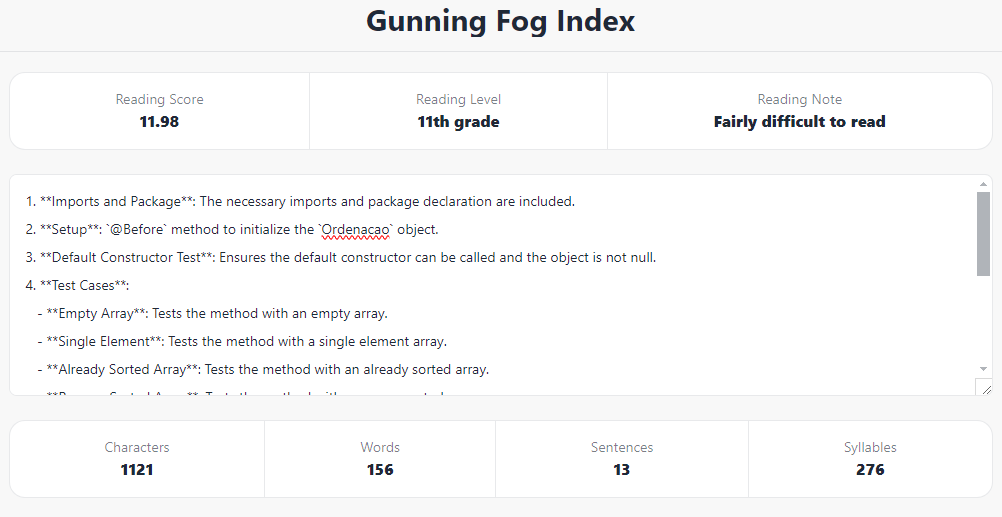 Gunning Fog Index
Reading Score
11.98
Reading Level
11th grade
Reading Note
Fairly difficult to read
1. **Imports and Package**: The necessary imports and package declaration are included.
2. **Setup**: `@Before` method to initialize the `Ordenacao` object.
3. **Default Constructor Test**: Ensures the default constructor can be called and the object is not null.
4. **Test Cases**:
- **Empty Array**: Tests the method with an empty array.
- **Single Element**: Tests the method with a single element array.
- **Already Sorted Array**: Tests the method with an already sorted array.
Characters
1121
Words
156
Sentences
13
Syllables
276